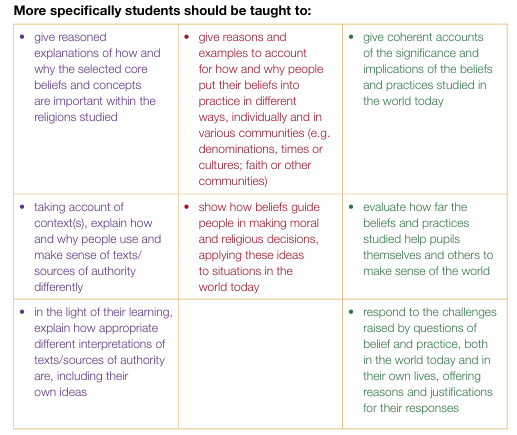 More specifically students should be taught to:
• give reasoned
explanations of how and
why the selected core
beliefs and concepts
are important within the
religions studied
• give reasons and
examples to account
for how and why people
put their beliefs into
practice in different
ways, individually and in
various communities (e.g.
denominations, times or
cultures; faith or other
communities)
• give coherent accounts
of the significance and
implications of the beliefs
and practices studied in
the world today
• taking account of
context(s), explain how
and why people use and
make sense of texts/
sources of authority
differently
• show how beliefs guide
people in making moral
and religious decisions,
applying these ideas
to situations in the
world today
• evaluate how far the
beliefs and practices
studied help pupils
themselves and others to
make sense of the world
• in the light of their learning,
explain how appropriate
different interpretations of
texts/sources of authority
are, including their
own ideas
• respond to the challenges
raised by questions of
belief and practice, both
in the world today and in
their own lives, offering
reasons and justifications
for their responses